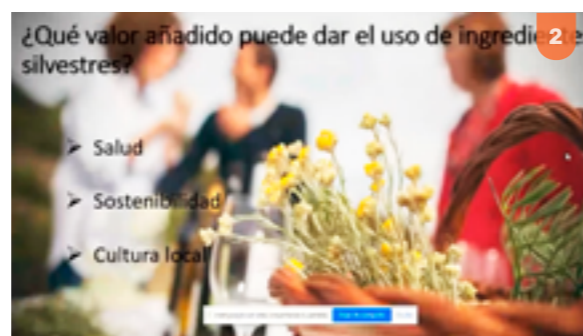 ¿Qué valor añadido puede dar el uso de ingredientes
silvestres?
2
➢ Salud
➢ Sostenibilidad
➢ Cultura local